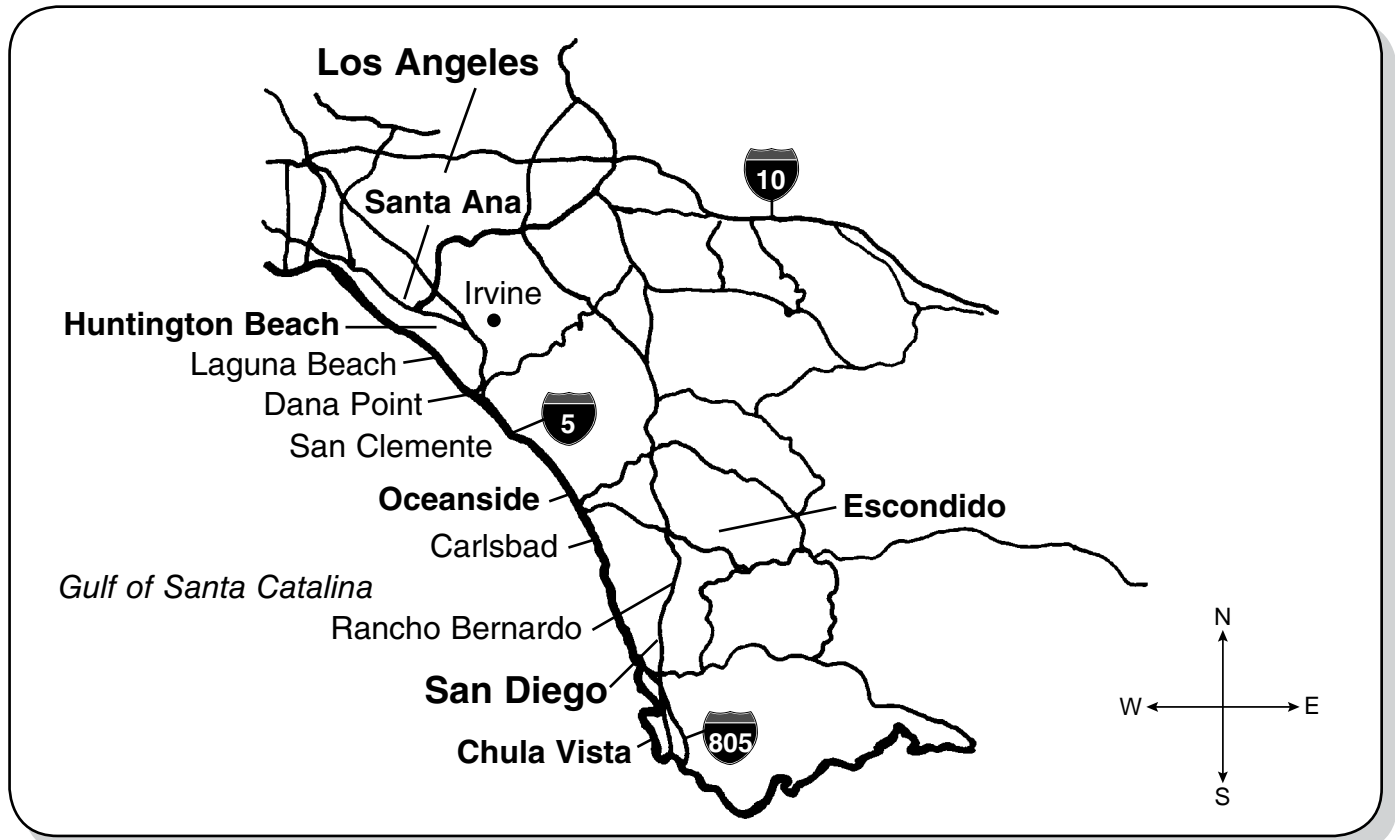 Los Angeles
10
Santa Ana
Irvine
Huntington Beach
Laguna Beach
Dana Point
5
San Clemente
Oceanside
Escondido
Carlsbad
Gulf of Santa Catalina
Rancho Bernardo
N
San Diego
W E
805
Chula Vista
S